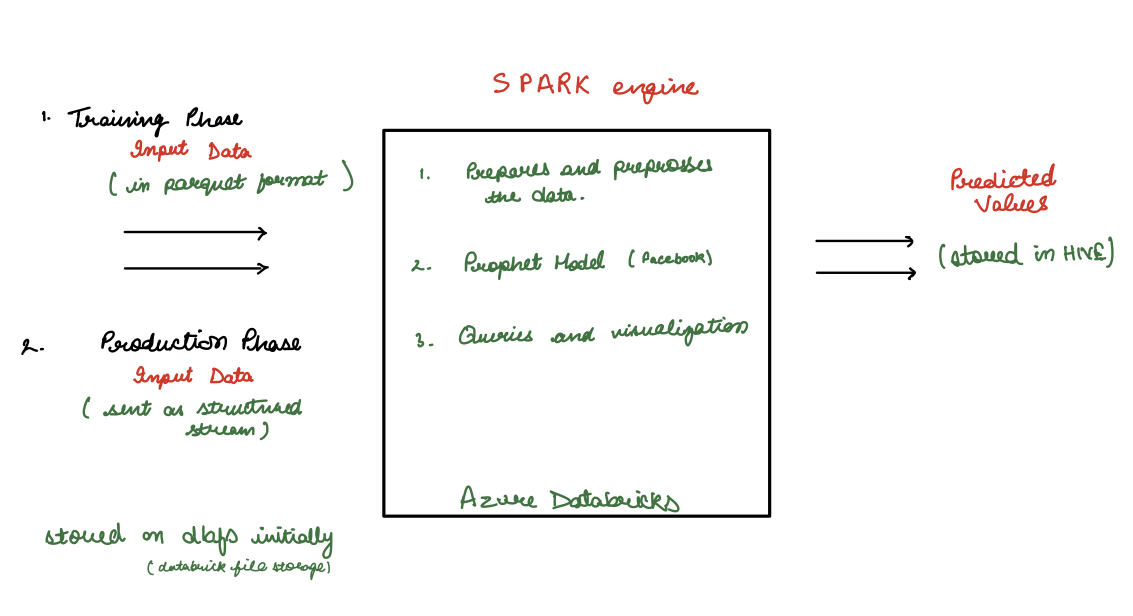 SPARK engine
1. Training Phase
Input Data
(in parquet format)
2. Production Phase
Input Data
(sent as structured
stream)
stored on dbfs initially
(databrick file storage)
1. Prepares and preprosses
the data.
2. Prophet Model (Facebook)
3. Queries and visualization
Azure Databricks
Predicted
Values
(stored in HIVE)